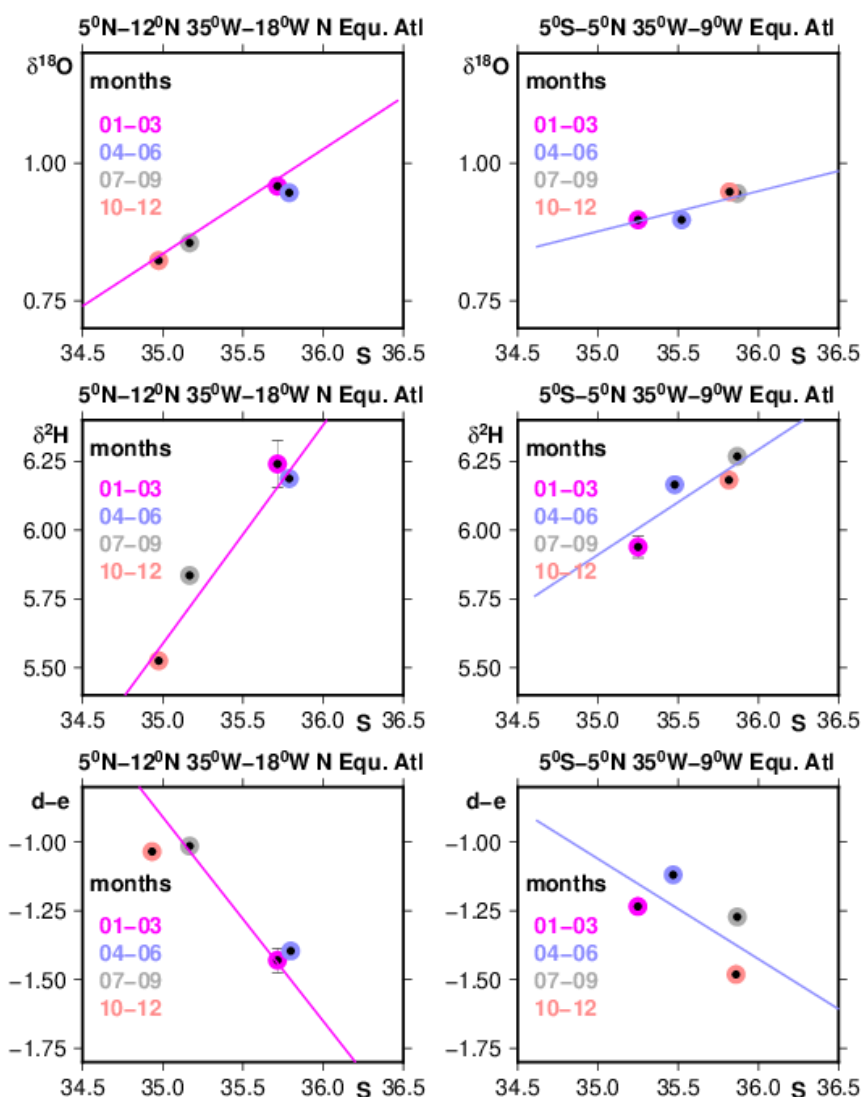 5⁰N–12⁰N 35⁰W–18⁰W N Equ. Atl
δ¹⁸O
months
01–03
04–06
07–09
10–12
1.00
0.75
34.5 35.0 35.5 36.0 S 36.5
5⁰S–5⁰N 35⁰W–9⁰W Equ. Atl
δ¹⁸O
months
01–03
04–06
07–09
10–12
1.00
0.75
34.5 35.0 35.5 36.0 S 36.5
5⁰N–12⁰N 35⁰W–18⁰W N Equ. Atl
δ²H
months
6.25
01–03
04–06
6.00
07–09
10–12
5.75
5.50
34.5 35.0 35.5 36.0 S 36.5
5⁰S–5⁰N 35⁰W–9⁰W Equ. Atl
δ²H
months
6.25
01–03
04–06
6.00
07–09
10–12
5.75
5.50
34.5 35.0 35.5 36.0 S 36.5
5⁰N–12⁰N 35⁰W–18⁰W N Equ. Atl
d–e
−1.00
months
−1.25
01–03
04–06
−1.50
07–09
10–12
−1.75
34.5 35.0 35.5 36.0 S 36.5
5⁰S–5⁰N 35⁰W–9⁰W Equ. Atl
d–e
−1.00
months
−1.25
01–03
04–06
−1.50
07–09
10–12
−1.75
34.5 35.0 35.5 36.0 S 36.5